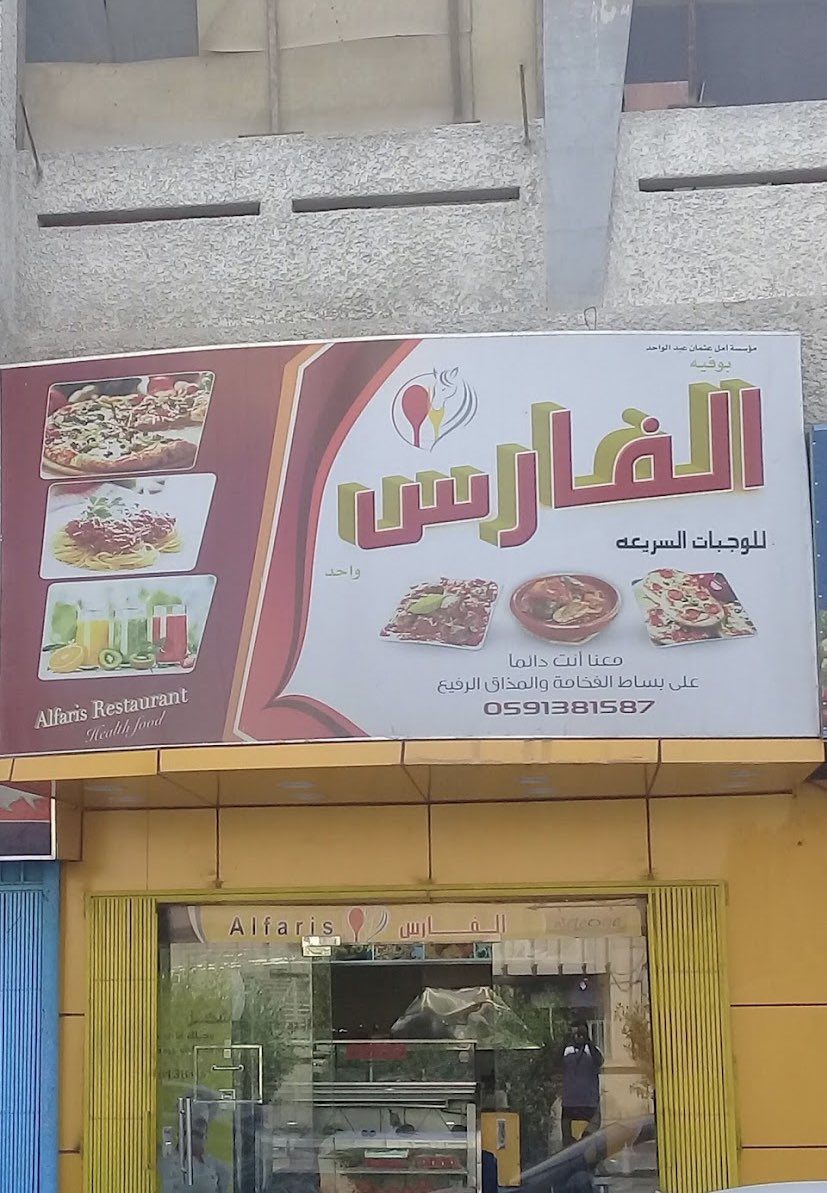 مؤسسة أمل عثمان عبد الواحد
بوفيه
الفارس
للوجبات السريعه
واحد
معنا أنت دائما
على بساط الفخامة والمذاق الرفيع
0591381587
Alfaris Restaurant
Health food
Alfaris الفارس